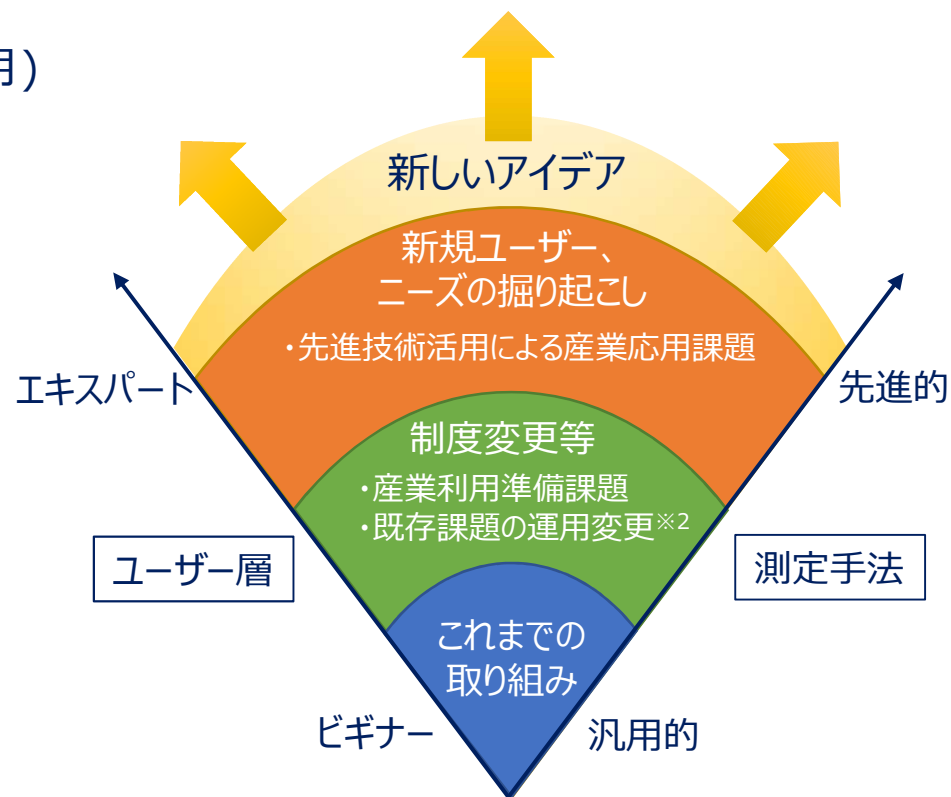 月)
新しいアイデア
新規ユーザー、
ニーズの掘り起こし
・先進技術活用による産業応用課題
エキスパート
先進的
制度変更等
・産業利用準備課題
・既存課題の運用変更※2
ユーザー層
測定手法
これまでの
取り組み
ビギナー
汎用的